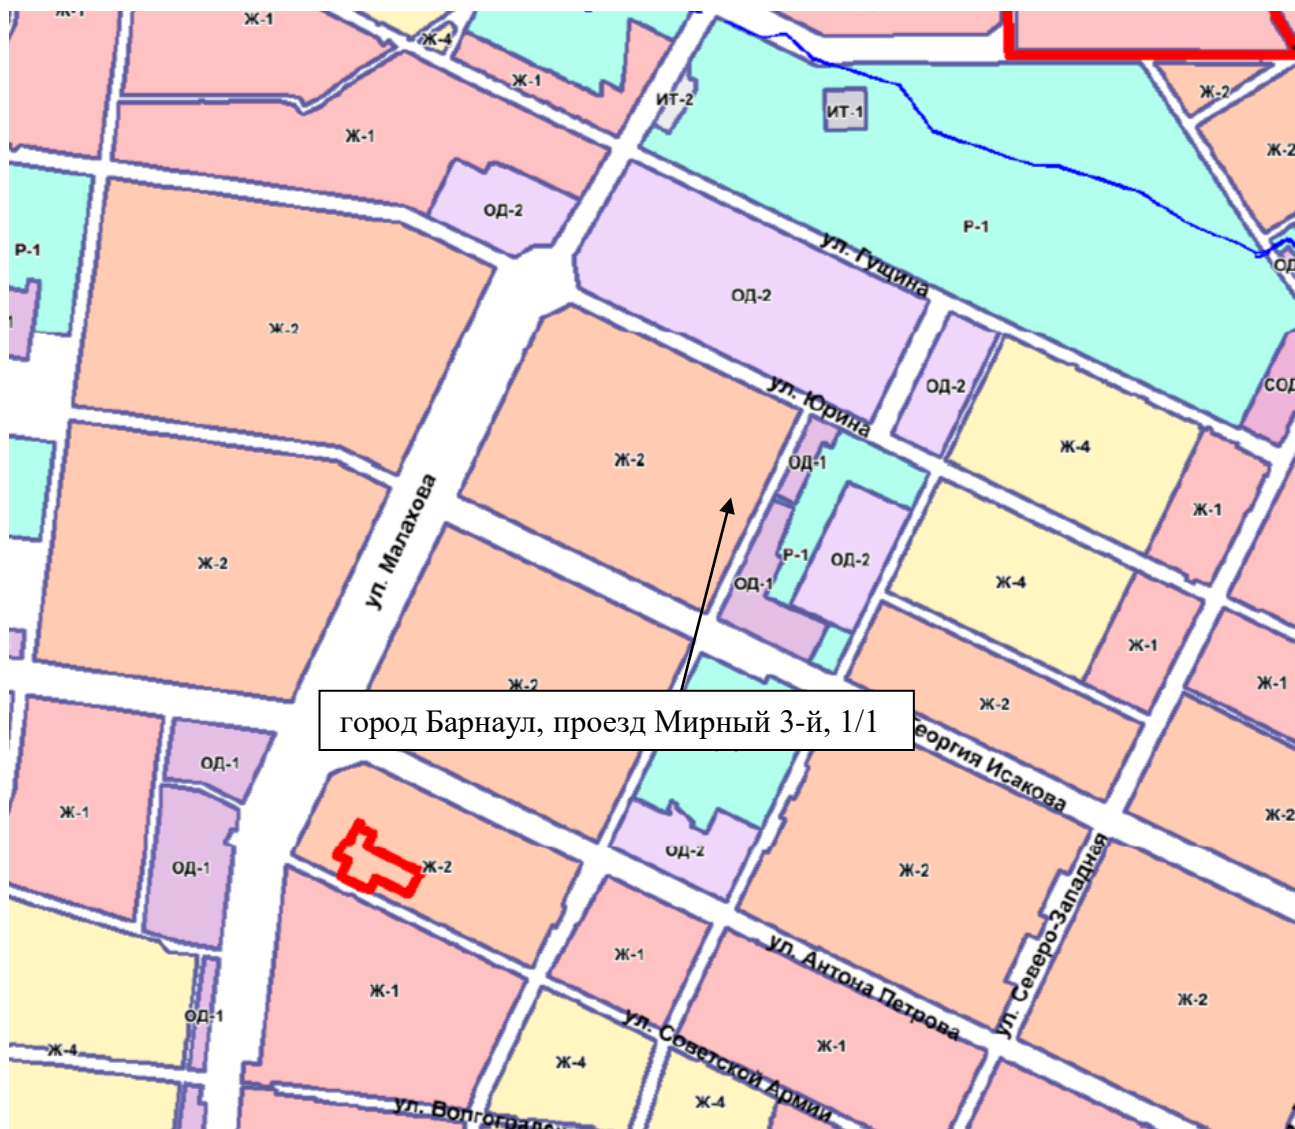 Ж-1
Ж-1
Ж-4
Ж-1
ИТ-2
ИТ-1
Ж-2
Ж-1
Ж-2
ОД-2
Р-1
ул. Гущина
Р-1
ОД-2
Ж-2
ОД-2
СОД
ул. Юрина
Ж-4
Ж-2
ОД-1
Ж-1
ул. Малахова
Р-1
ОД-2
Ж-2
ОД-1
Ж-4
Ж-1
Ж-2
Ж-1
Ж-2
город Барнаул, проезд Мирный 3-й, 1/1
Георгия Исакова
ОД-1
Ж-1
Ж-2
ОД-2
ОД-1
Ж-2
Ж-2
ул. Северо-Западная
Ж-1
ул. Антона Петрова
Ж-1
Ж-2
ОД-1
ул. Советской Армии
Ж-4
Ж-1
Ж-4
Ж-4
ул. Волгоградс